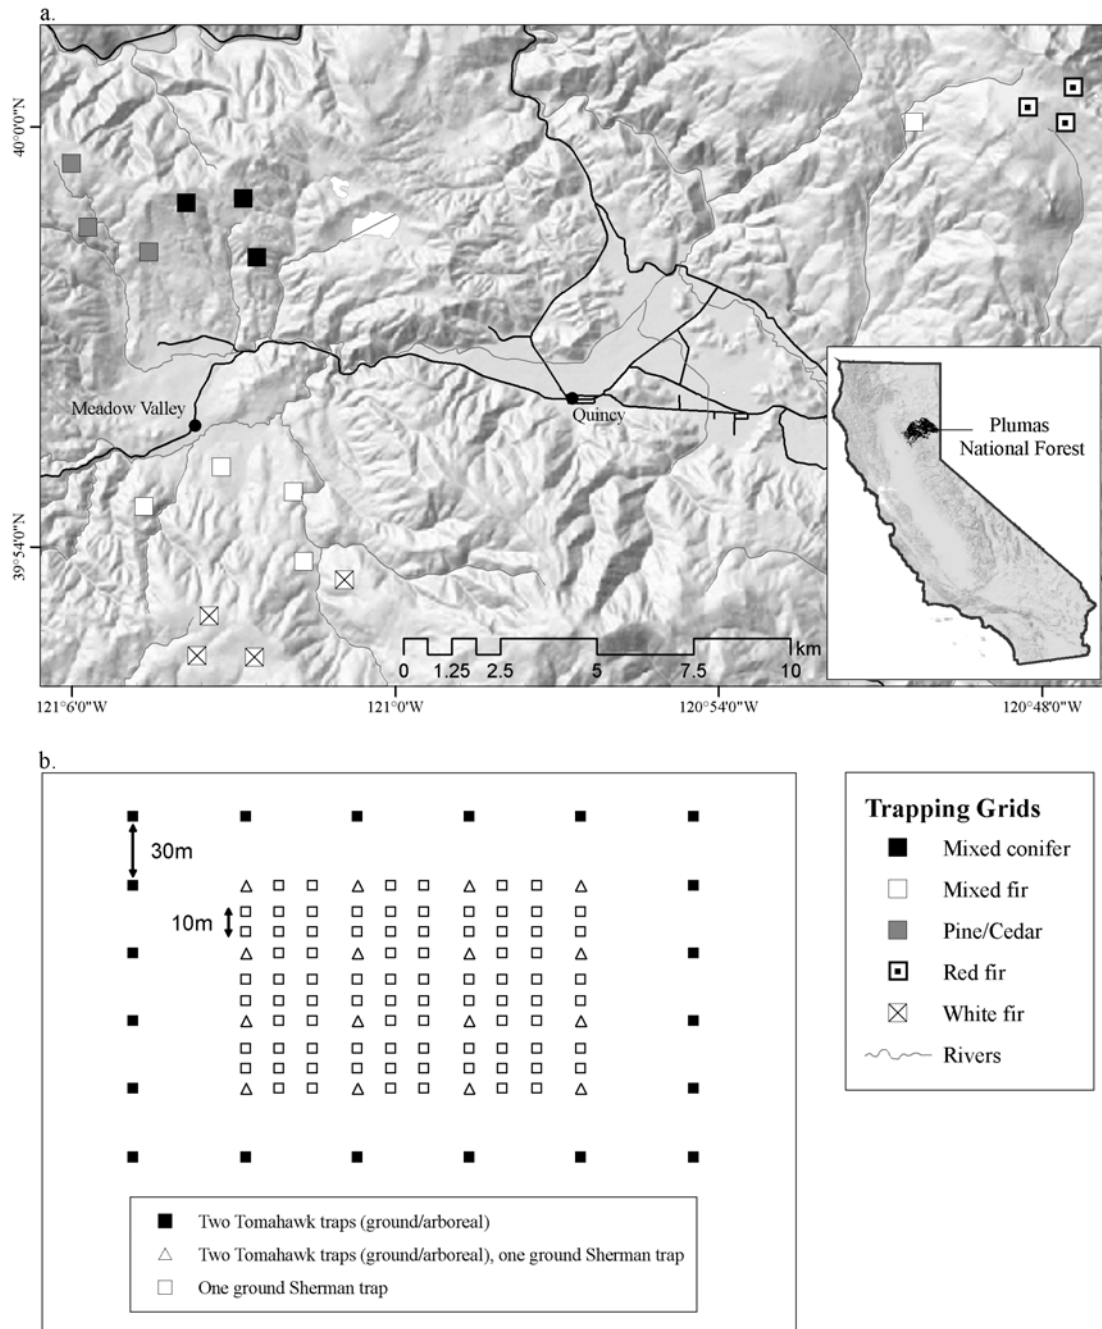 a.
40°0'0"N
39°54'0"N
Meadow Valley
Quincy
Plumas
National Forest
0 1.25 2.5 5 7.5 10 km
121°6'0"W 121°0'0"W 120°54'0"W 120°48'0"W
b.
30m
10m
Two Tomahawk traps (ground/arboreal)
Two Tomahawk traps (ground/arboreal), one ground Sherman trap
One ground Sherman trap
Trapping Grids
Mixed conifer
Mixed fir
Pine/Cedar
Red fir
White fir
Rivers